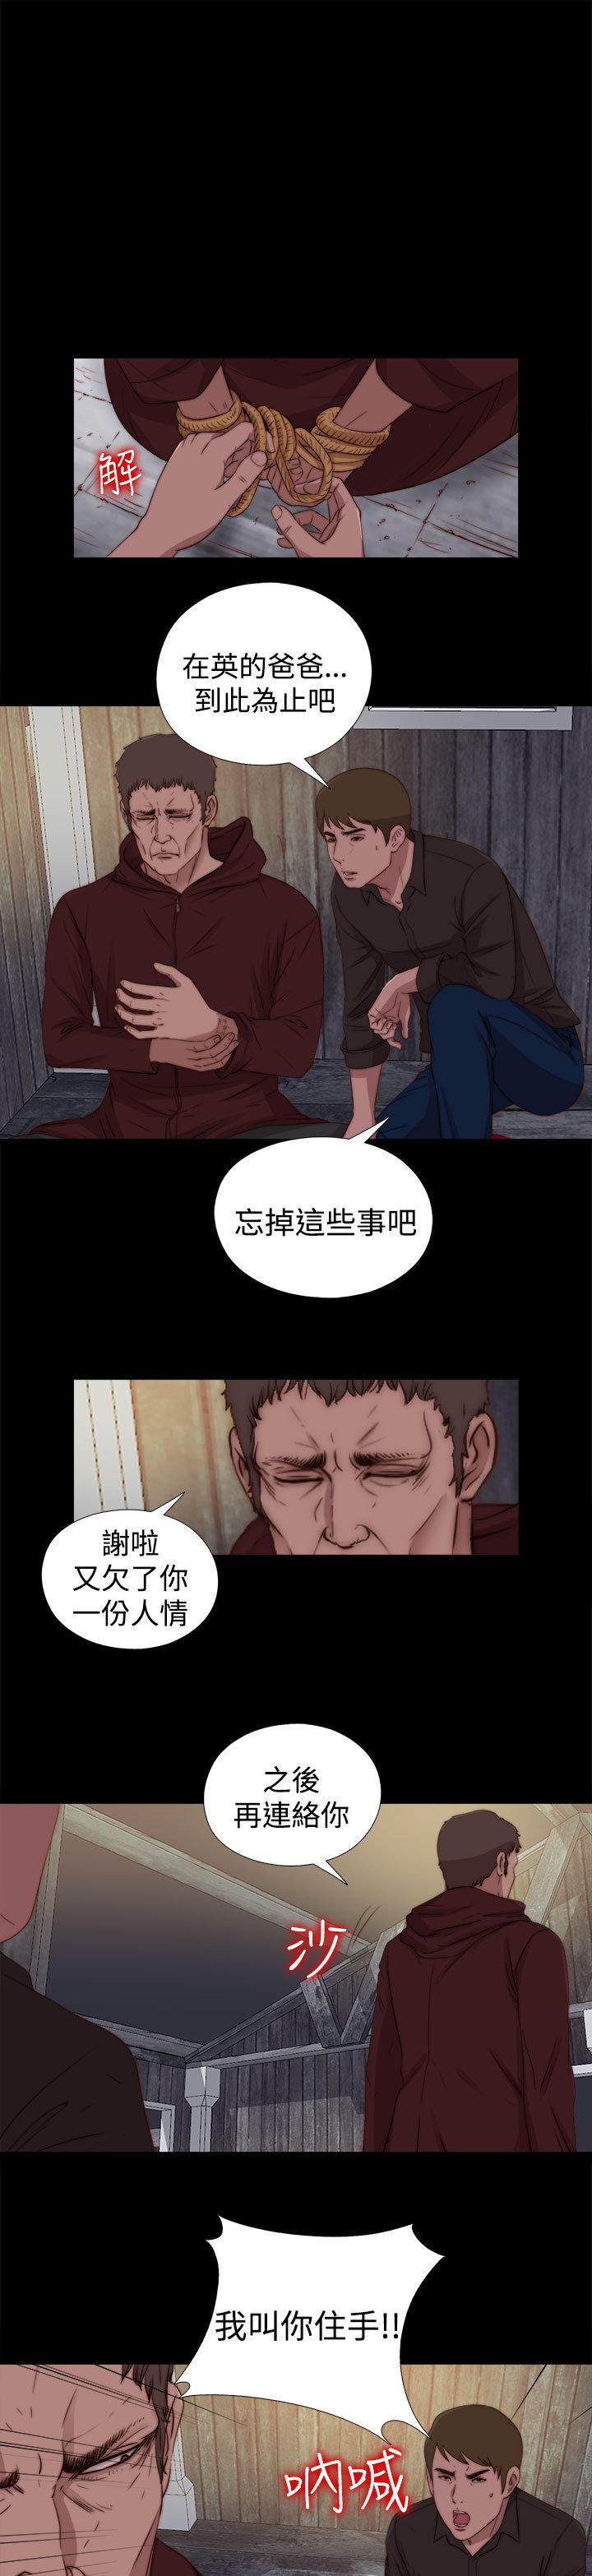 解
在英的爸爸...
到此為止吧
忘掉這些事吧
謝啦
又欠了你
一份人情
之後
再連絡你
沙
我叫你住手!!
吶喊